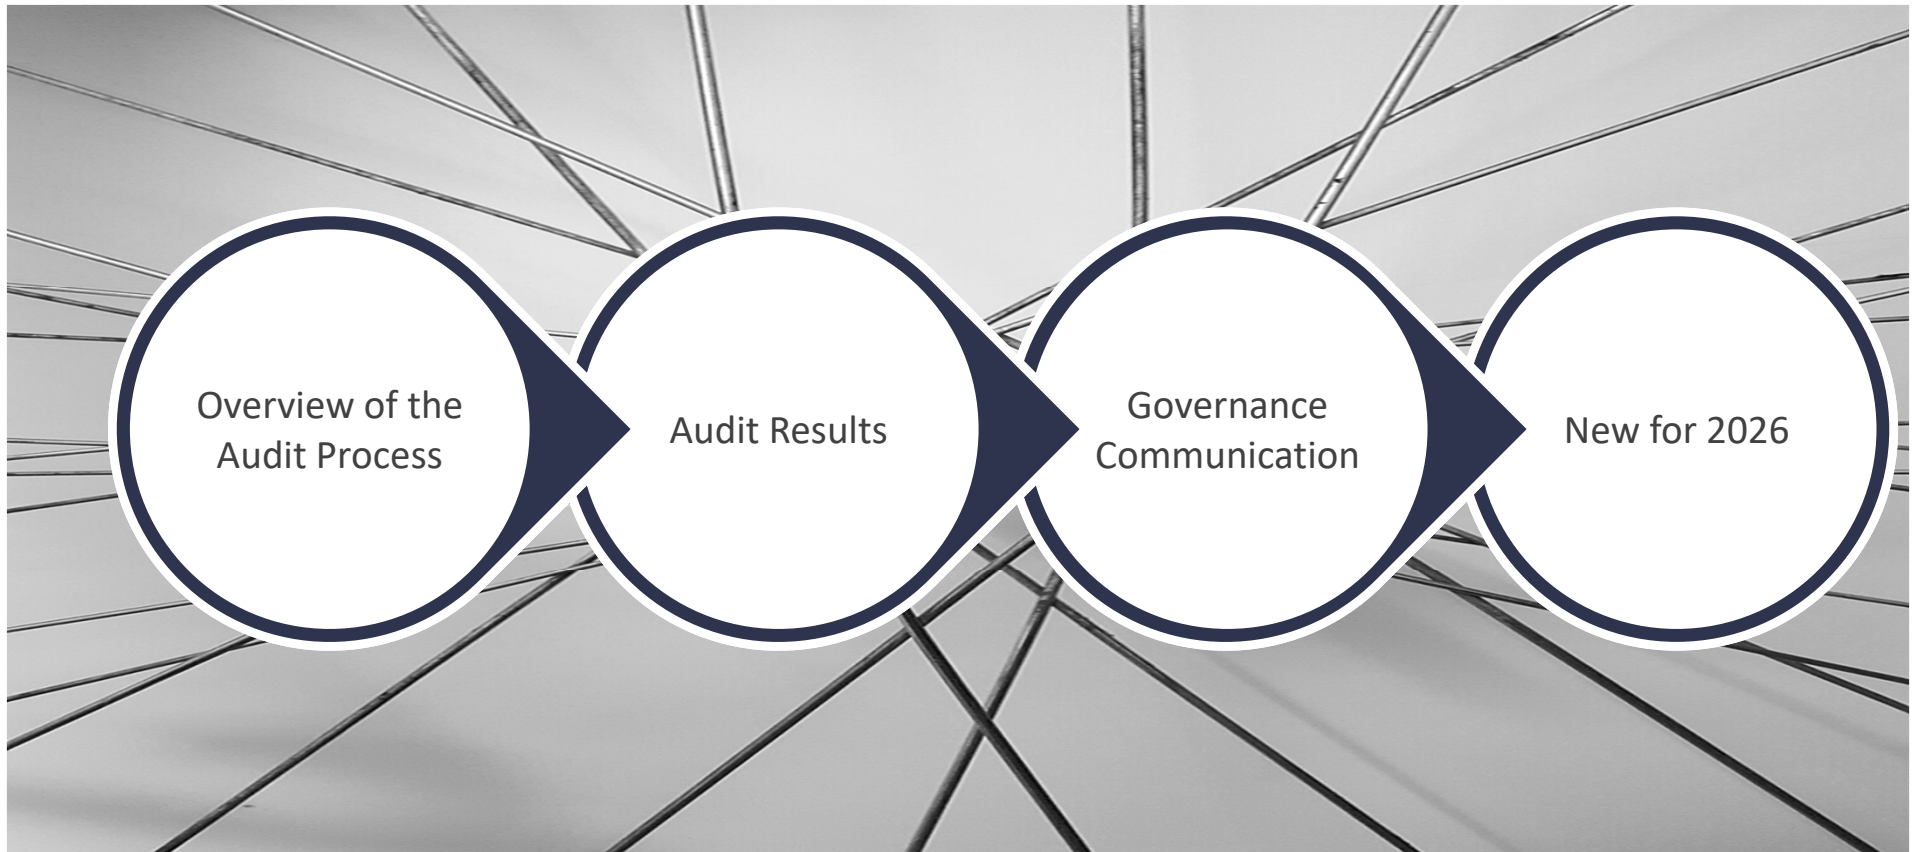 Overview of the
Audit Process
Audit Results
Governance
Communication
New for 2026